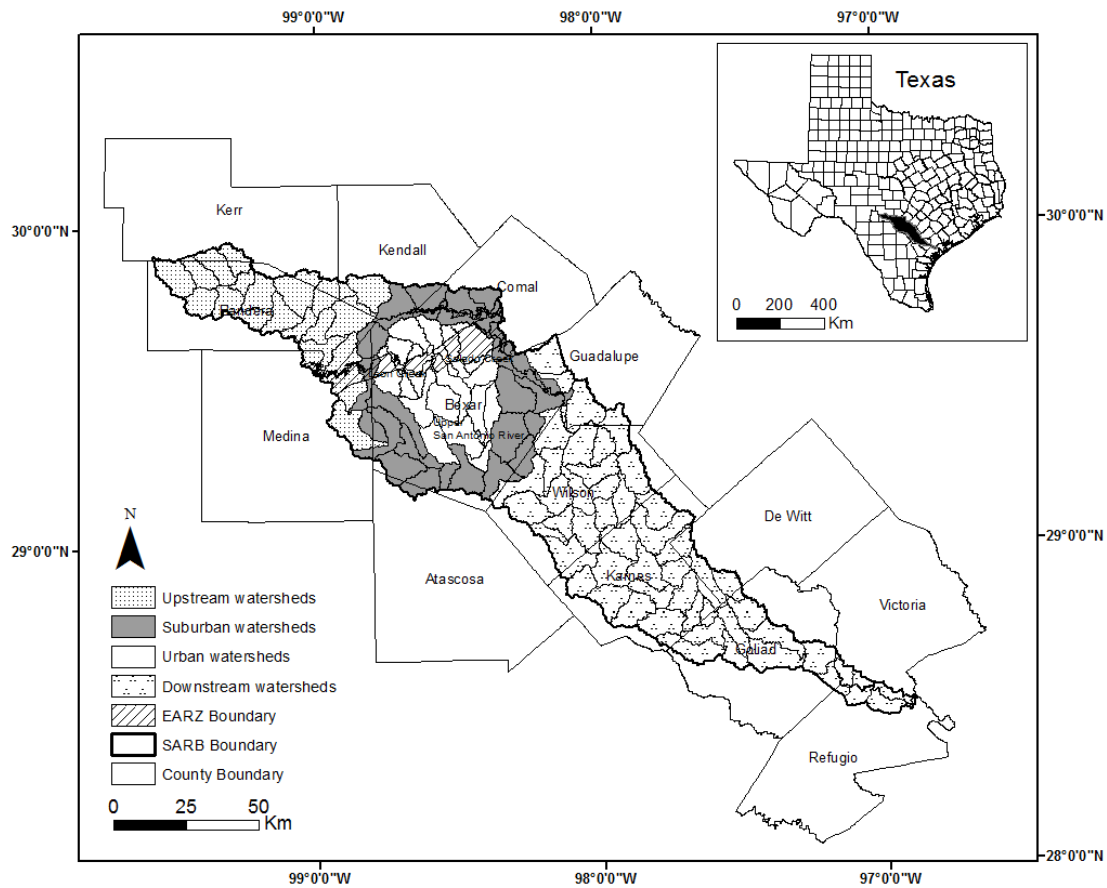 99°0'0"W 98°0'0"W 97°0'0"W
Texas
0 200 400
Km
30°0'0"N
30°0'0"N
Kerr
Kendall
Comal
Bandera
Guadalupe
Salado Creek
Leon Creek
Bexar
Upper
San Antonio River
Medina
Wilson
De Witt
29°0'0"N
29°0'0"N
Atascosa
Karnes
Victoria
Goliad
Refugio
N
Upstream watersheds
Suburban watersheds
Urban watersheds
Downstream watersheds
EARZ Boundary
SARB Boundary
County Boundary
0 25 50
Km
28°0'0"N
99°0'0"W 98°0'0"W 97°0'0"W